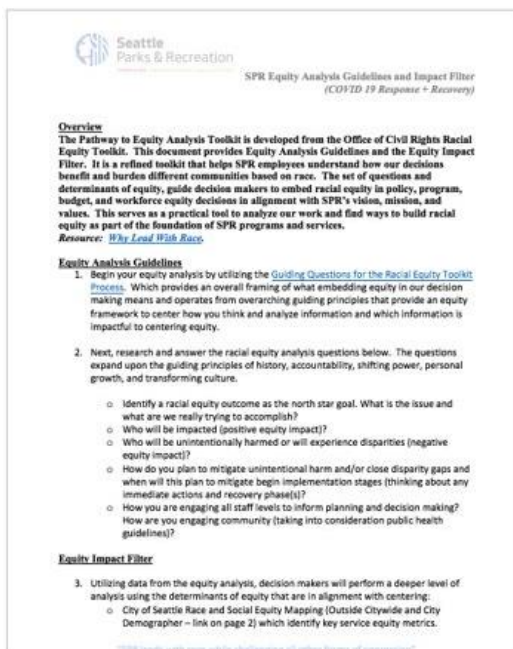 Seattle
Parks & Recreation
SPR Equity Analysis Guidelines and Impact Filter
(COVID 19 Response + Recovery)
Overview
The Pathway to Equity Analysis Toolkit is developed from the Office of Civil Rights Racial
Equity Toolkit. This document provides Equity Analysis Guidelines and the Equity Impact
Filter. It is a refined toolkit that helps SPR employees understand how our decisions
benefit and burden different communities based on race. The set of questions and
determinants of equity, guide decision makers to embed racial equity in policy, program,
budget, and workforce equity decisions in alignment with SPR's vision, mission, and
values. This serves as a practical tool to analyze our work and find ways to build racial
equity as part of the foundation of SPR programs and services.
Resource: Why Lead With Race.
Equity Analysis Guidelines
1. Begin your equity analysis by utilizing the Guiding Questions for the Racial Equity Toolkit
Process. Which provides an overall framing of what embedding equity in our decision
making means and operates from overarching guiding principles that provide an equity
framework to center how you think and analyze information and which information is
impactful to centering equity.
2. Next, research and answer the racial equity analysis questions below. The questions
expand upon the guiding principles of history, accountability, shifting power, personal
growth, and transforming culture.
o Identify a racial equity outcome as the north star goal. What is the issue and
what are we really trying to accomplish?
o Who will be impacted (positive equity impact)?
o Who will be unintentionally harmed or will experience disparities (negative
equity impact)?
o How do you plan to mitigate unintentional harm and/or close disparity gaps and
when will this plan to mitigate begin implementation stages (thinking about any
immediate actions and recovery phase(s)?
o How you are engaging all staff levels to inform planning and decision making?
How are you engaging community (taking into consideration public health
guidelines)?
Equity Impact Filter
3. Utilizing data from the equity analysis, decision makers will perform a deeper level of
analysis using the determinants of equity that are in alignment with centering:
o City of Seattle Race and Social Equity Mapping (Outside Citywide and City
Demographer – link on page 2) which identify key service equity metrics.